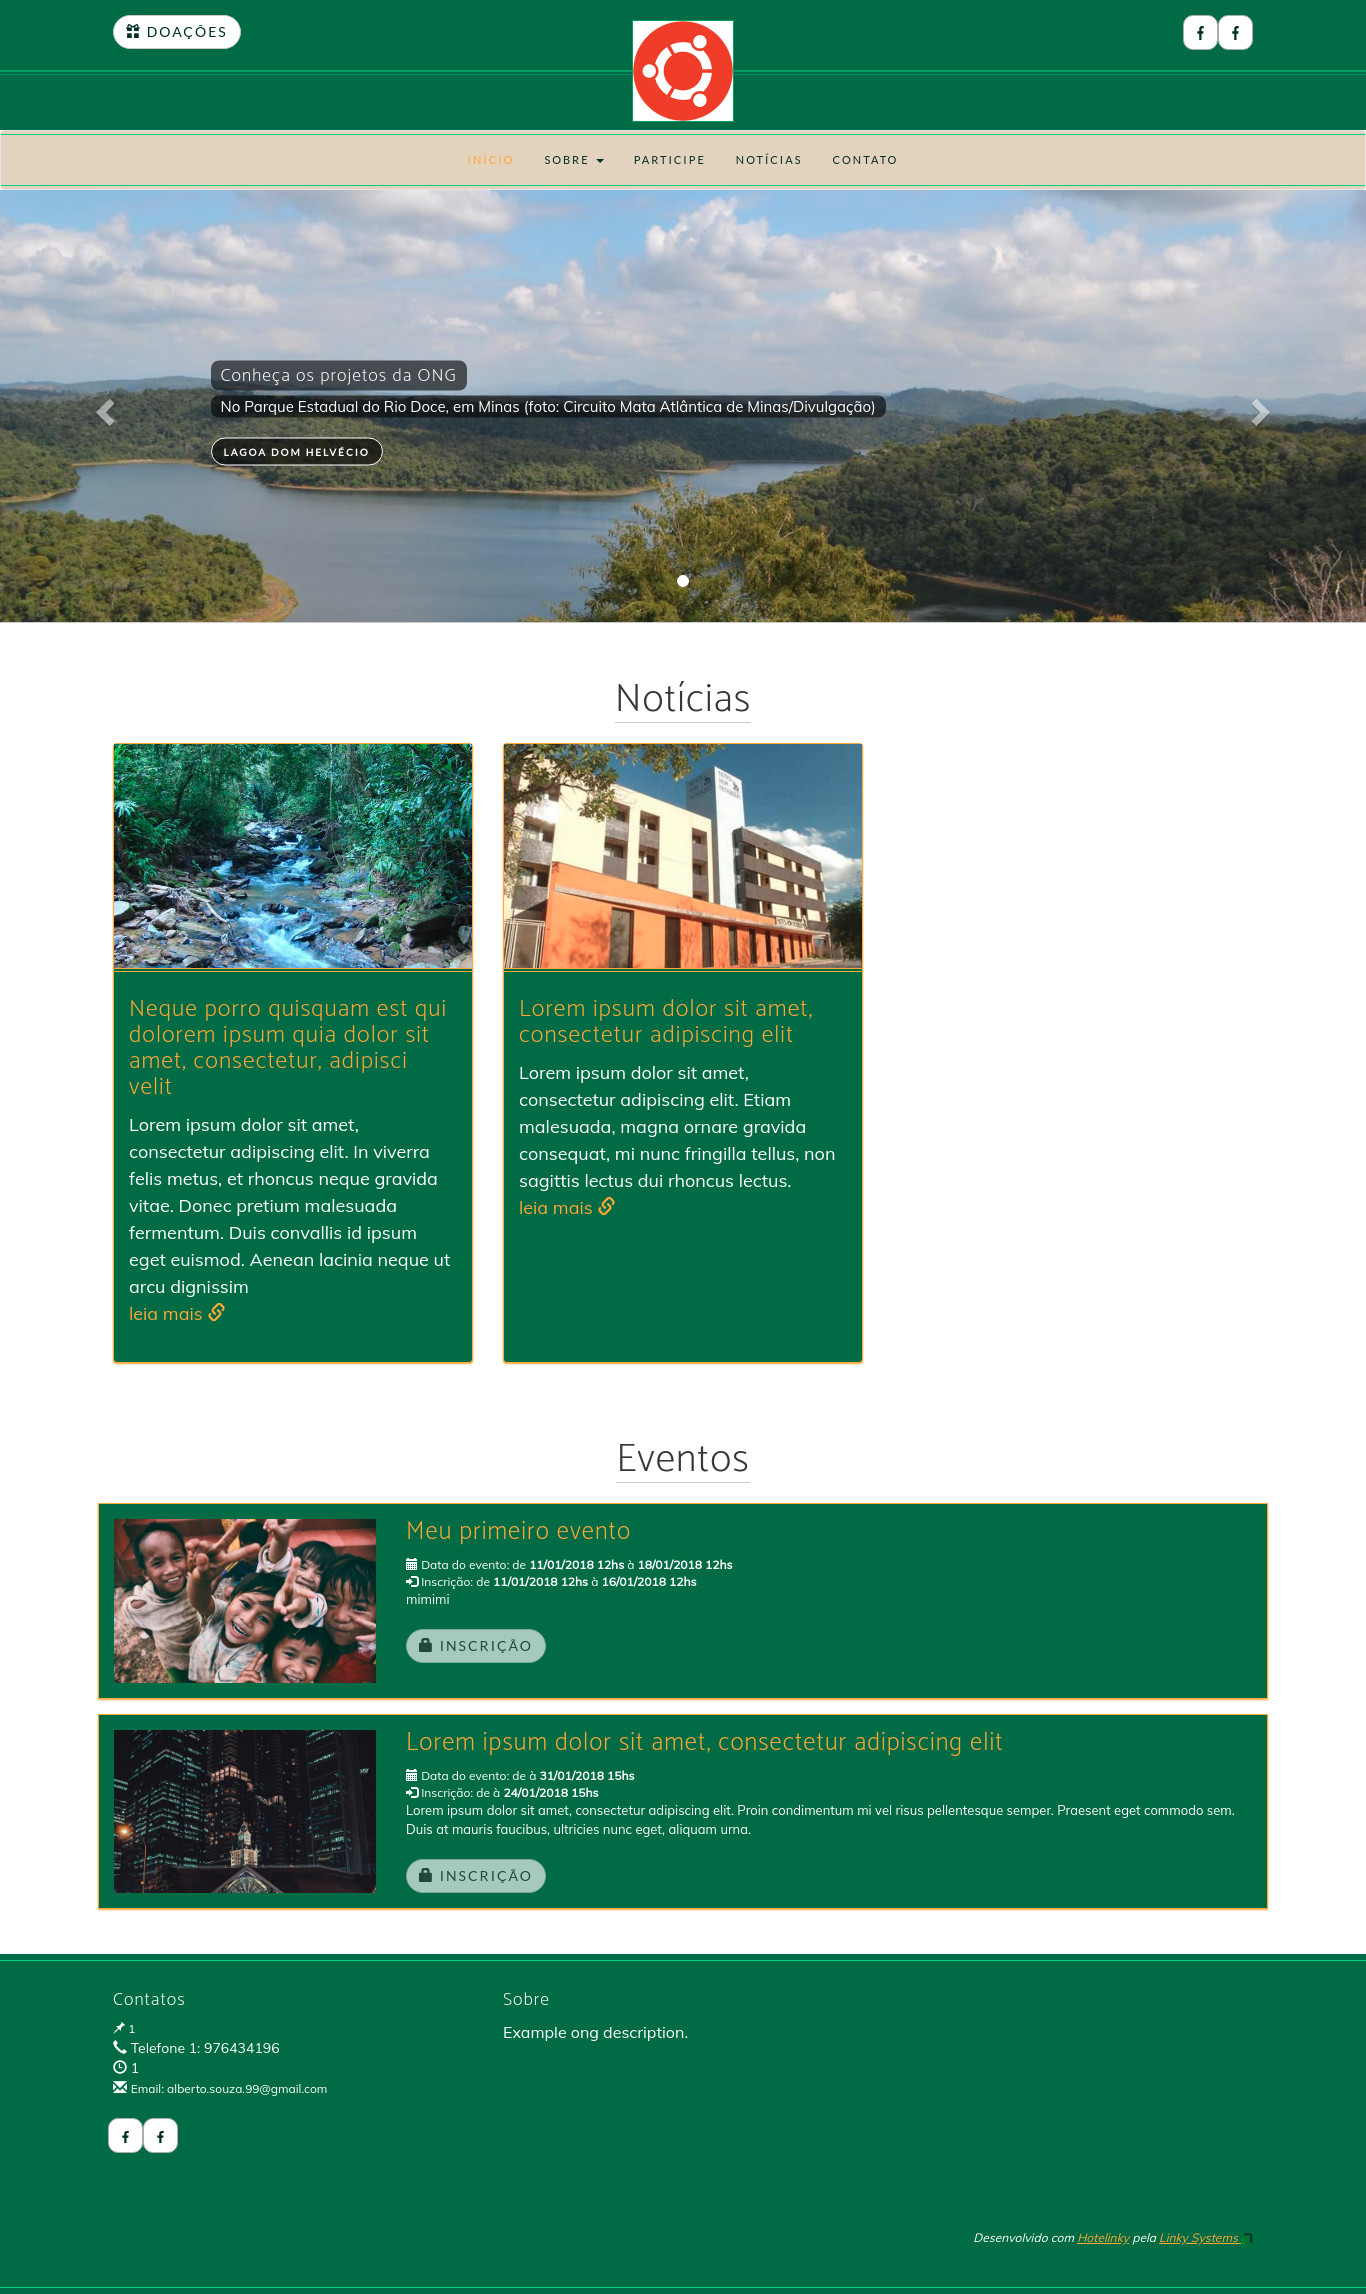 DOAÇÕES
INÍCIO SOBRE PARTICIPE NOTÍCIAS CONTATO
Conheça os projetos da ONG
No Parque Estadual do Rio Doce, em Minas (foto: Circuito Mata Atlântica de Minas/Divulgação)
LAGOA DOM HELVÉCIO
Notícias
Neque porro quisquam est qui
dolorem ipsum quia dolor sit
amet, consectetur, adipisci
velit
Lorem ipsum dolor sit amet,
consectetur adipiscing elit. In viverra
felis metus, et rhoncus neque gravida
vitae. Donec pretium malesuada
fermentum. Duis convallis id ipsum
eget euismod. Aenean lacinia neque ut
arcu dignissim
leia mais
Lorem ipsum dolor sit amet,
consectetur adipiscing elit
Lorem ipsum dolor sit amet,
consectetur adipiscing elit. Etiam
malesuada, magna ornare gravida
consequat, mi nunc fringilla tellus, non
sagittis lectus dui rhoncus lectus.
leia mais
Eventos
Meu primeiro evento
Data do evento: de 11/01/2018 12hs à 18/01/2018 12hs
Inscrição: de 11/01/2018 12hs à 16/01/2018 12hs
mimimi
INSCRIÇÃO
Lorem ipsum dolor sit amet, consectetur adipiscing elit
Data do evento: de à 31/01/2018 15hs
Inscrição: de à 24/01/2018 15hs
Lorem ipsum dolor sit amet, consectetur adipiscing elit. Proin condimentum mi vel risus pellentesque semper. Praesent eget commodo sem.
Duis at mauris faucibus, ultricies nunc eget, aliquam urna.
INSCRIÇÃO
Contatos
1
Telefone 1: 976434196
1
Email: alberto.souza.99@gmail.com
Sobre
Example ong description.
Desenvolvido com Hotelinky pela Linky Systems